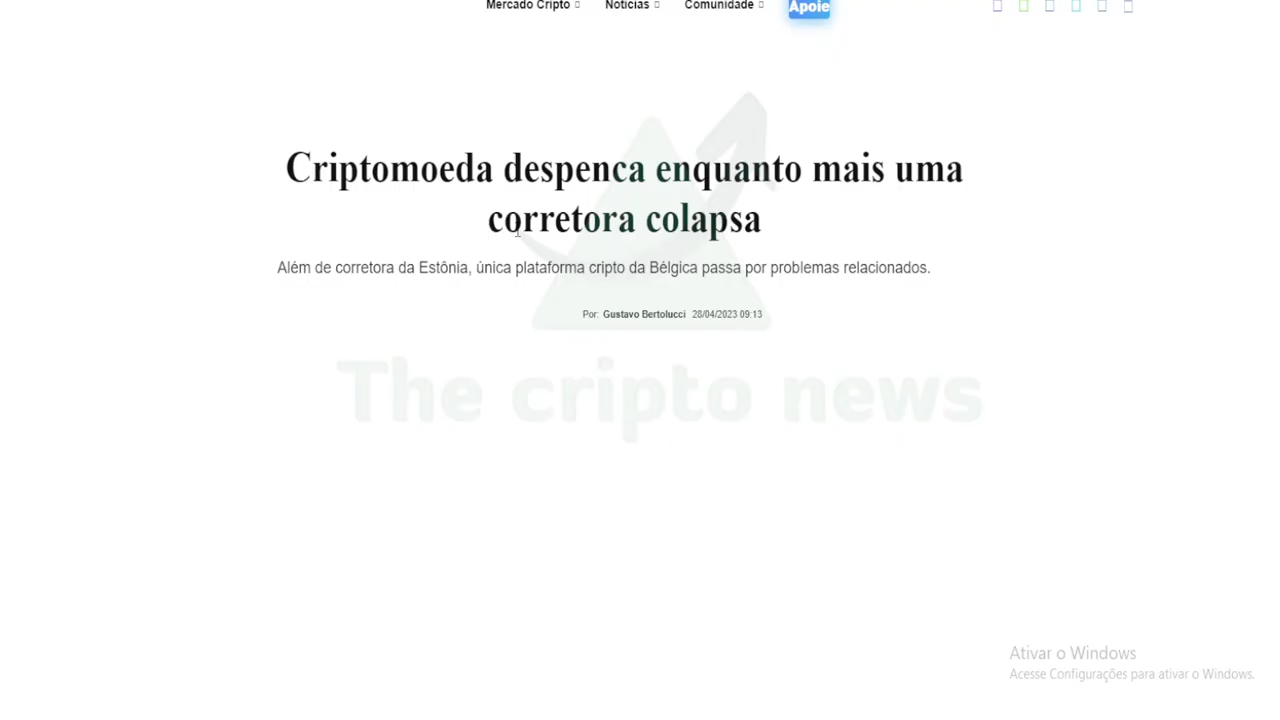 Mercado Cripto Notícias Comunidade Apoie
Criptomoeda despenca enquanto mais uma
corretora colapsa
Além de corretora da Estônia, única plataforma cripto da Bélgica passa por problemas relacionados.
Por: Gustavo Bertolucci 28/04/2023 09:13
The cripto news
Ativar o Windows
Acesse Configurações para ativar o Windows.